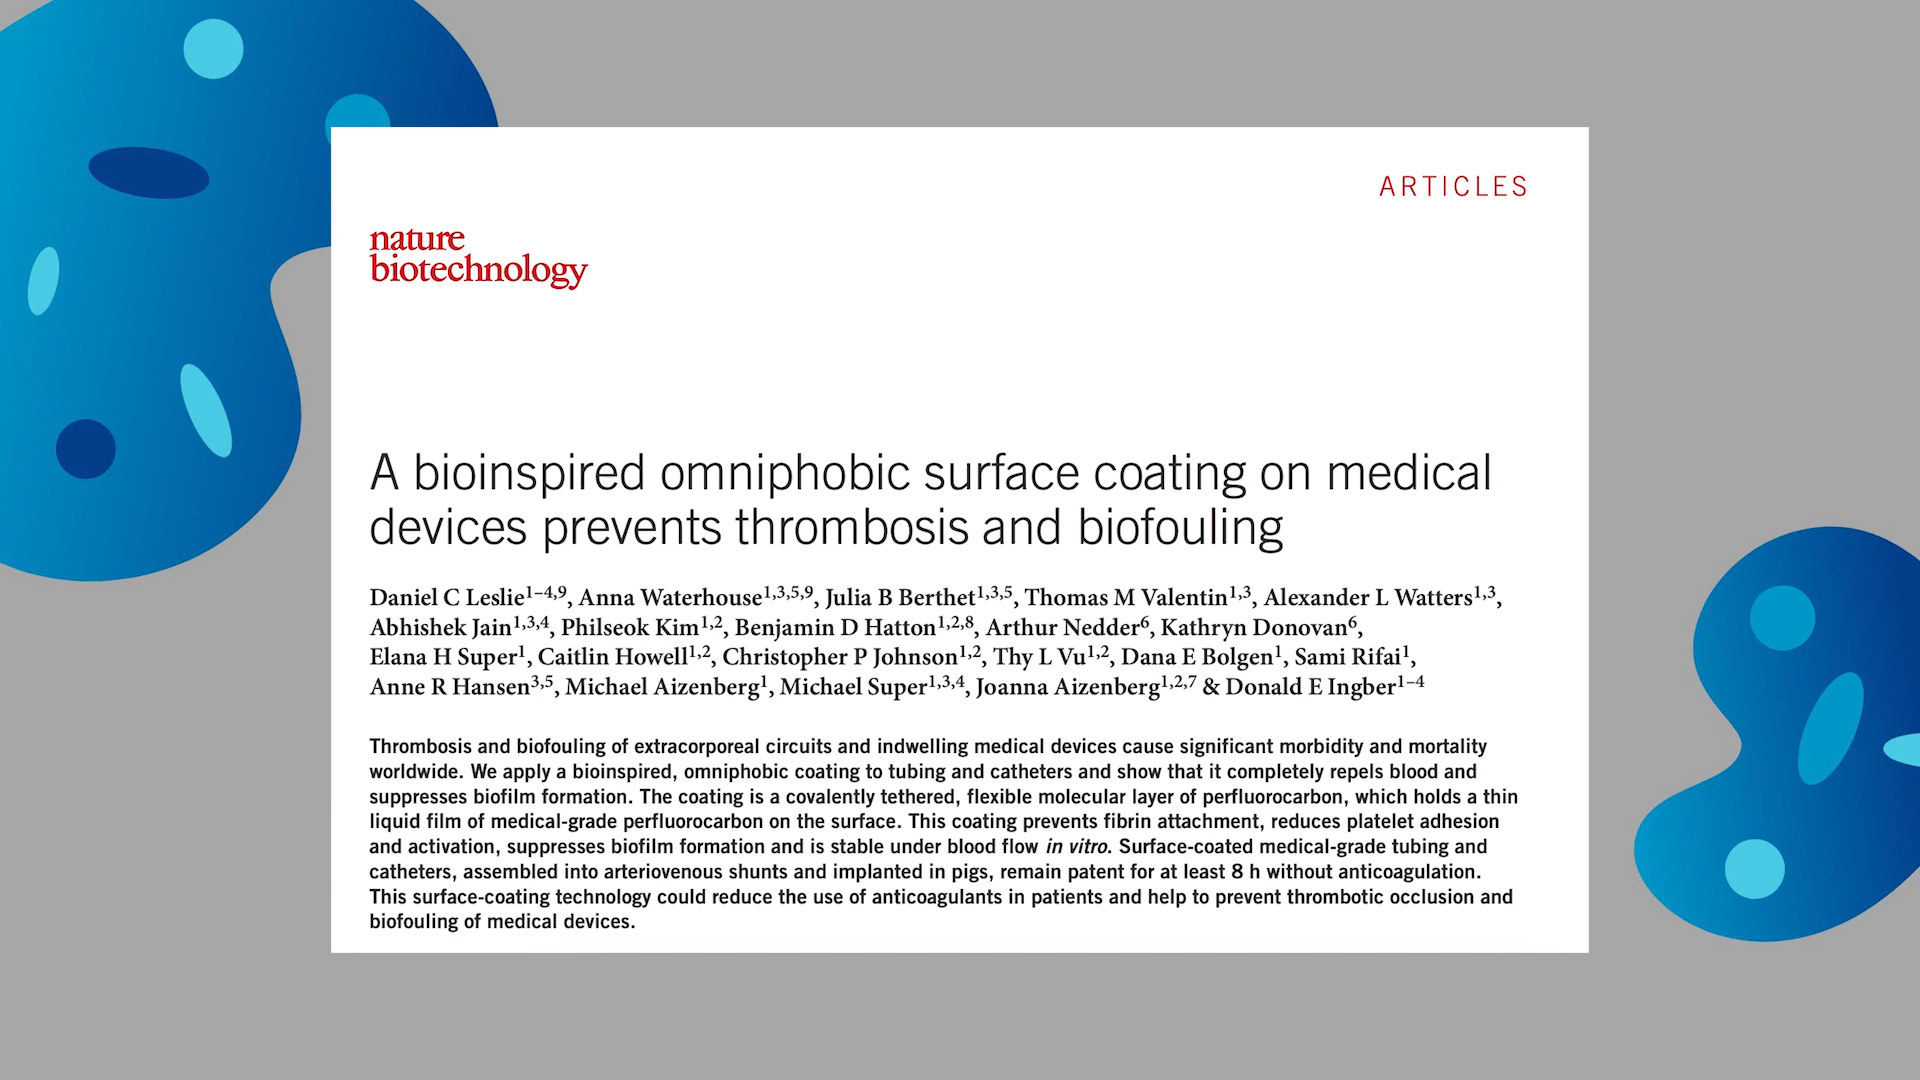 ARTICLES
nature
biotechnology
A bioinspired omniphobic surface coating on medical
devices prevents thrombosis and biofouling
Daniel C Leslie1–4,9, Anna Waterhouse1,3,5,9, Julia B Berthet1,3,5, Thomas M Valentin1,3, Alexander L Watters1,3,
Abhishek Jain1,3,4, Philseok Kim1,2, Benjamin D Hatton1,2,8, Arthur Nedder6, Kathryn Donovan6,
Elana H Super1, Caitlin Howell1,2, Christopher P Johnson1,2, Thy L Vu1,2, Dana E Bolgen1, Sami Rifai1,
Anne R Hansen3,5, Michael Aizenberg1, Michael Super1,3,4, Joanna Aizenberg1,2,7 & Donald E Ingber1–4
Thrombosis and biofouling of extracorporeal circuits and indwelling medical devices cause significant morbidity and mortality
worldwide. We apply a bioinspired, omniphobic coating to tubing and catheters and show that it completely repels blood and
suppresses biofilm formation. The coating is a covalently tethered, flexible molecular layer of perfluorocarbon, which holds a thin
liquid film of medical-grade perfluorocarbon on the surface. This coating prevents fibrin attachment, reduces platelet adhesion
and activation, suppresses biofilm formation and is stable under blood flow in vitro. Surface-coated medical-grade tubing and
catheters, assembled into arteriovenous shunts and implanted in pigs, remain patent for at least 8 h without anticoagulation.
This surface-coating technology could reduce the use of anticoagulants in patients and help to prevent thrombotic occlusion and
biofouling of medical devices.